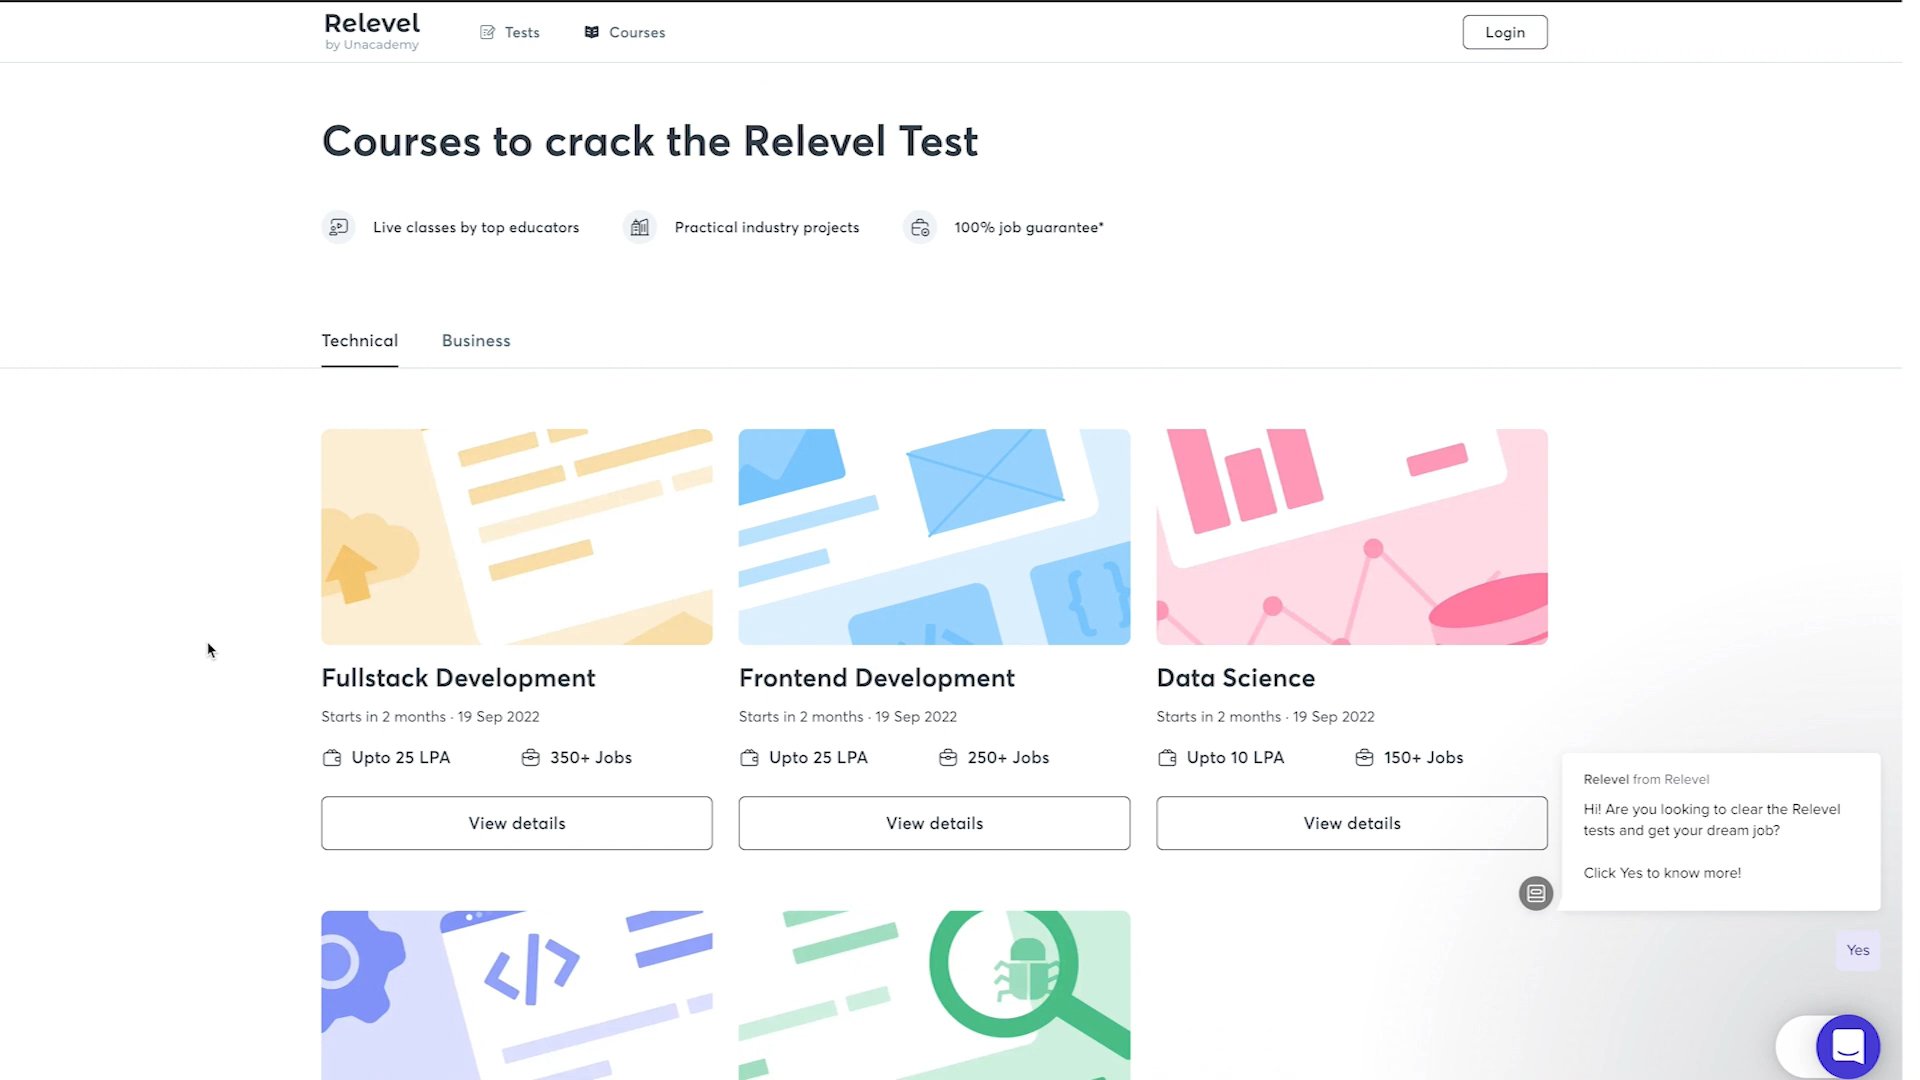 Relevel
by Unacademy
Tests
Courses
Login
Courses to crack the Relevel Test
Live classes by top educators
Practical industry projects
100% job guarantee*
Technical
Business
Fullstack Development
Starts in 2 months · 19 Sep 2022
Upto 25 LPA
350+ Jobs
View details
Frontend Development
Starts in 2 months · 19 Sep 2022
Upto 25 LPA
250+ Jobs
View details
Data Science
Starts in 2 months · 19 Sep 2022
Upto 10 LPA
150+ Jobs
View details
Relevel from Relevel
Hi! Are you looking to clear the Relevel
tests and get your dream job?
Click Yes to know more!
Yes